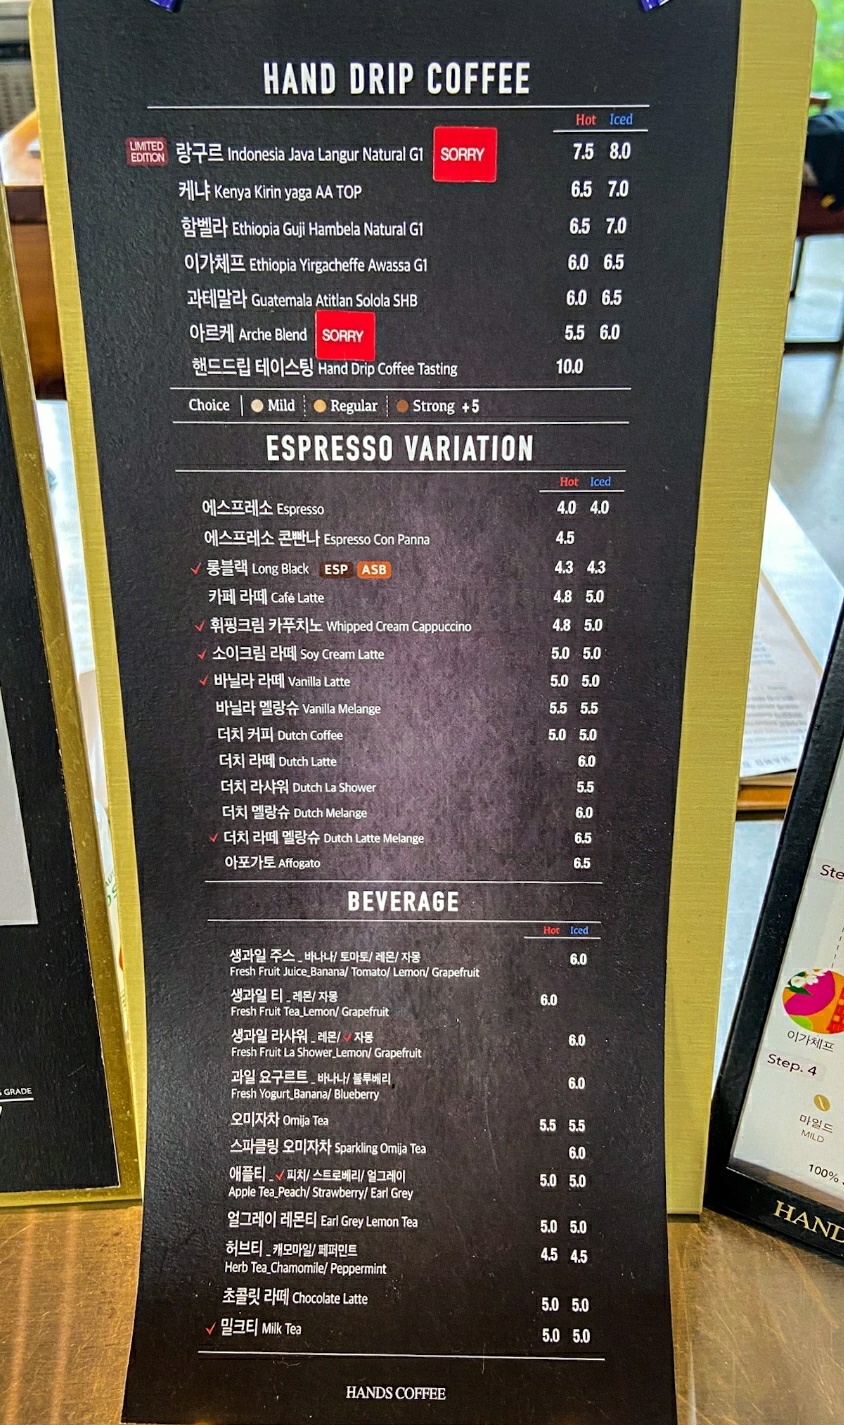 HAND DRIP COFFEE
Hot Iced
LIMITED EDITION 랑구르 Indonesia Java Langur Natural G1 SORRY 7.5 8.0
케냐 Kenya Kirin yaga AA TOP 6.5 7.0
함벨라 Ethiopia Guji Hambela Natural G1 6.5 7.0
이가체프 Ethiopia Yirgacheffe Awassa G1 6.0 6.5
과테말라 Guatemala Atitlan Solola SHB 6.0 6.5
아르케 Arche Blend SORRY 5.5 6.0
핸드드립 테이스팅 Hand Drip Coffee Tasting 10.0
Choice Mild Regular Strong +5
ESPRESSO VARIATION
Hot Iced
에스프레소 Espresso 4.0 4.0
에스프레소 콘빤나 Espresso Con Panna 4.5
✓ 롱블랙 Long Black ESP ASB 4.3 4.3
카페 라떼 Café Latte 4.8 5.0
✓ 휘핑크림 카푸치노 Whipped Cream Cappuccino 4.8 5.0
✓ 소이크림 라떼 Soy Cream Latte 5.0 5.0
✓ 바닐라 라떼 Vanilla Latte 5.0 5.0
바닐라 멜랑슈 Vanilla Melange 5.5 5.5
더치 커피 Dutch Coffee 5.0 5.0
더치 라떼 Dutch Latte 6.0
더치 라샤워 Dutch La Shower 5.5
더치 멜랑슈 Dutch Melange 6.0
✓ 더치 라떼 멜랑슈 Dutch Latte Melange 6.5
아포가토 Affogato 6.5
BEVERAGE
Hot Iced
생과일 주스 _ 바나나/ 토마토/ 레몬/ 자몽 6.0
Fresh Fruit Juice_Banana/ Tomato/ Lemon/ Grapefruit
생과일 티 _ 레몬/ 자몽 6.0
Fresh Fruit Tea_Lemon/ Grapefruit
생과일 라샤워 _ 레몬/ ✓ 자몽 6.0
Fresh Fruit La Shower_Lemon/ Grapefruit
과일 요구르트 _ 바나나/ 블루베리 6.0
Fresh Yogurt_Banana/ Blueberry
오미자차 Omija Tea 5.5 5.5
스파클링 오미자차 Sparkling Omija Tea 6.0
애플티 _ ✓ 피치/ 스트로베리/ 얼그레이 5.0 5.0
Apple Tea_Peach/ Strawberry/ Earl Grey
얼그레이 레몬티 Earl Grey Lemon Tea 5.0 5.0
허브티 _ 캐모마일/ 페퍼민트 4.5 4.5
Herb Tea_Chamomile/ Peppermint
초콜릿 라떼 Chocolate Latte 5.0 5.0
✓ 밀크티 Milk Tea 5.0 5.0
HANDS COFFEE
GRADE
Ste
이가체프
Step. 4
마일드
MILD
100%
HAND